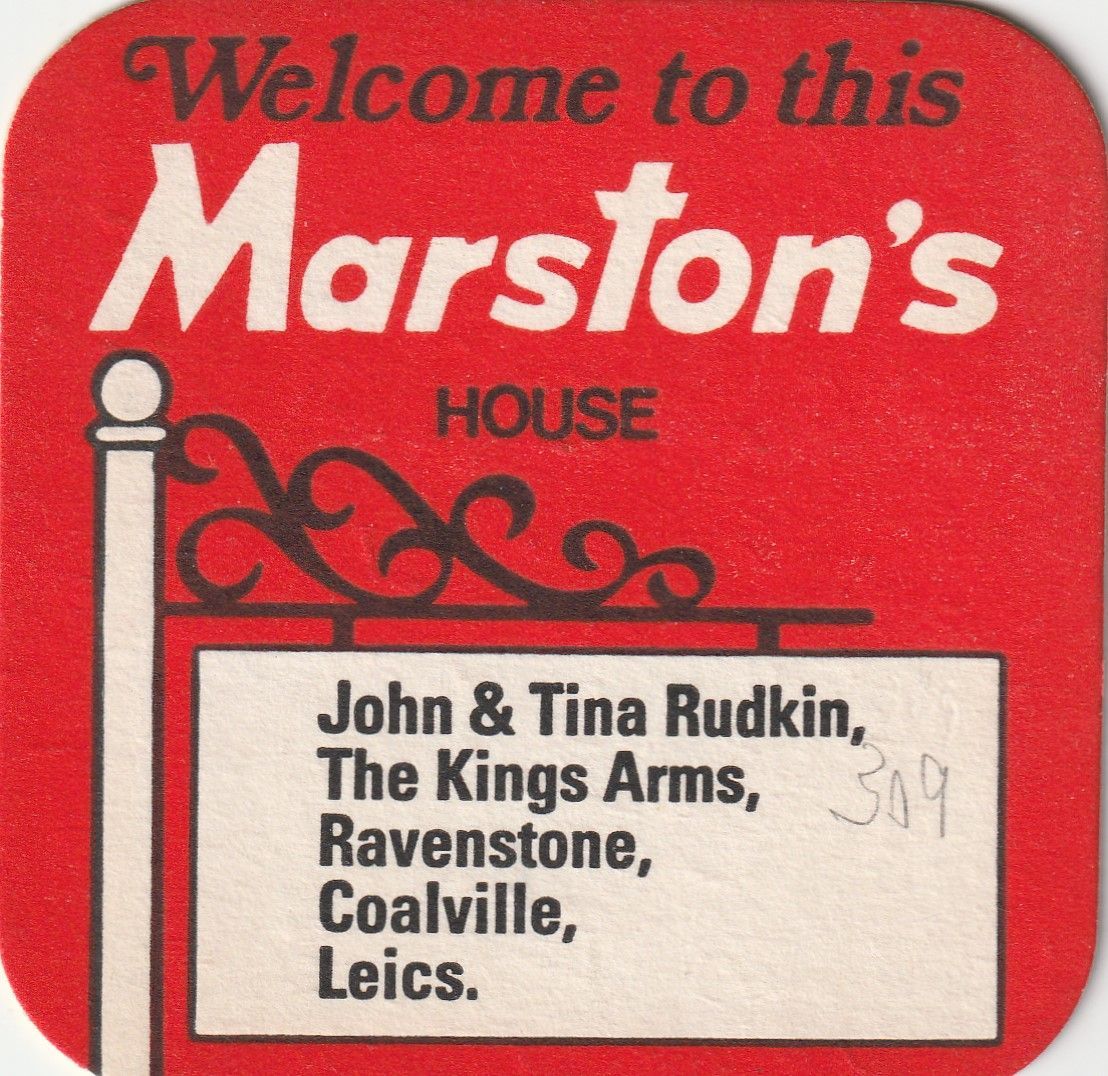 Welcome to this
Marston's
HOUSE
John & Tina Rudkin,
The Kings Arms,
309
Ravenstone,
Coalville,
Leics.